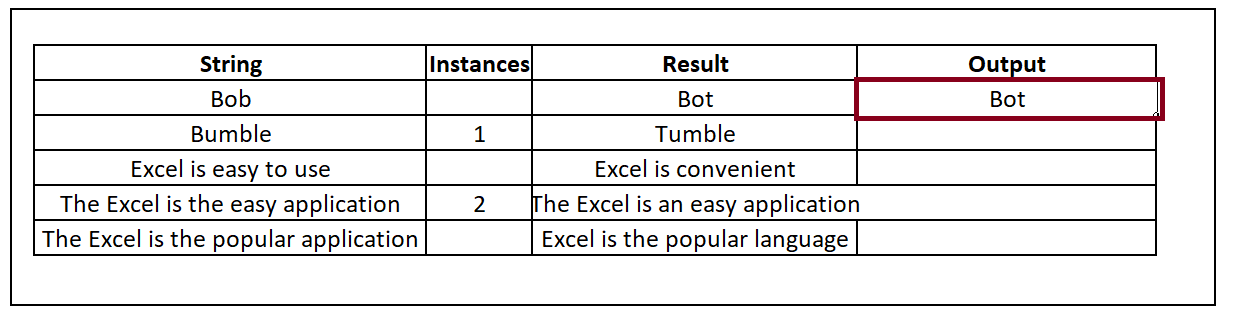 String Instances Result Output
Bob Bot Bot
Bumble 1 Tumble
Excel is easy to use Excel is convenient
The Excel is the easy application 2 The Excel is an easy application
The Excel is the popular application Excel is the popular language